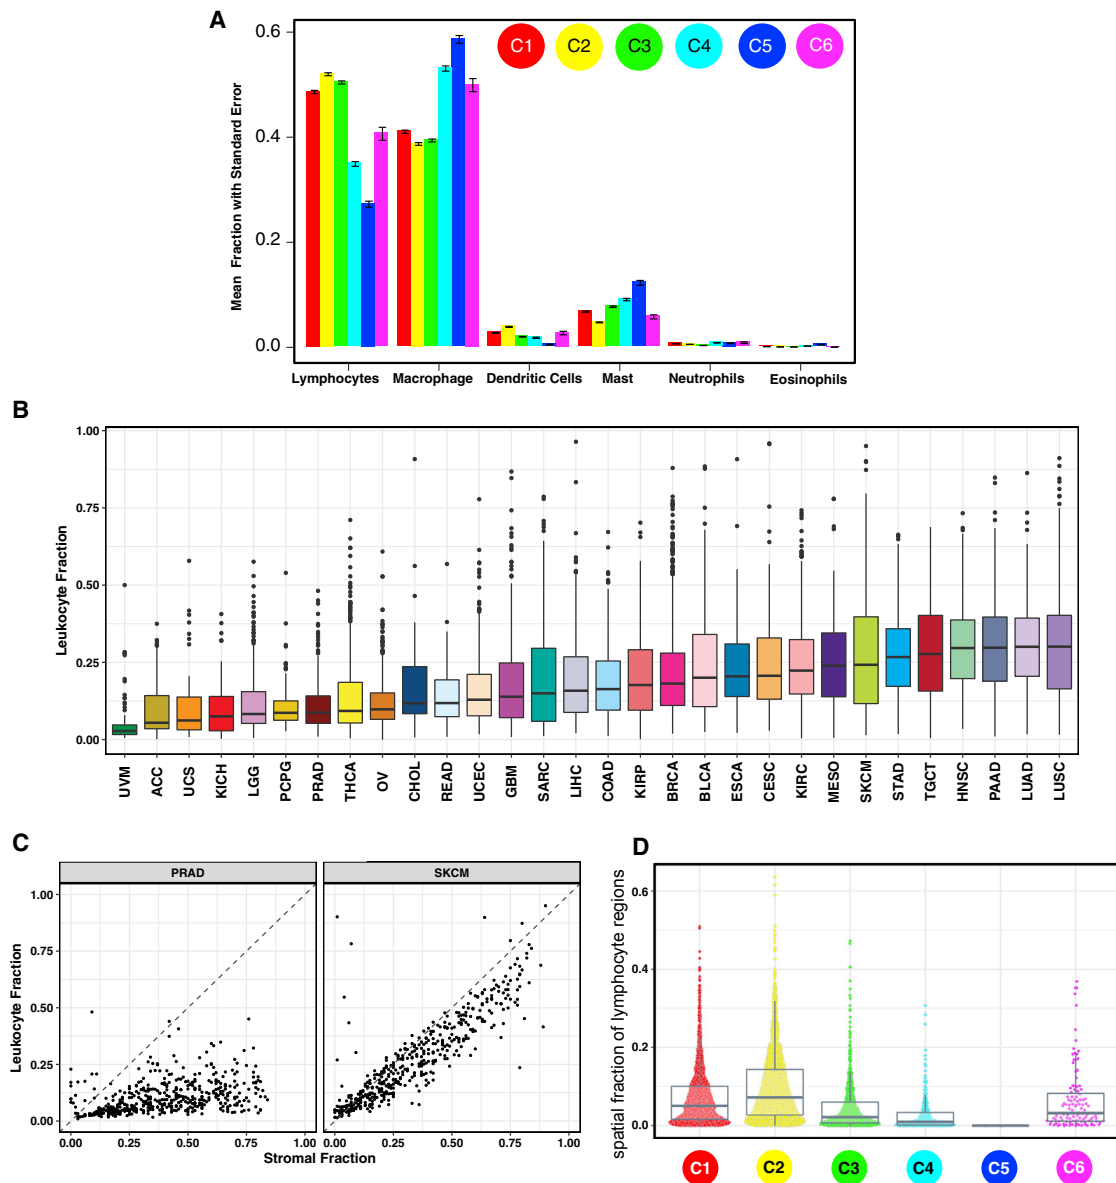 A
C1 C2 C3 C4 C5 C6
Mean Fraction with Standard Error
0.6
0.4
0.2
0.0
Lymphocytes Macrophage Dendritic Cells Mast Neutrophils Eosinophils
B
Leukocyte Fraction
1.00
0.75
0.50
0.25
0.00
UVM ACC UCS KICH LGG PCPG PRAD THCA OV CHOL READ UCEC GBM SARC LIHC COAD KIRP BRCA BLCA ESCA CESC KIRC MESO SKCM STAD TGCT HNSC PAAD LUAD LUSC
C
PRAD SKCM
Leukocyte Fraction
1.00
0.75
0.50
0.25
0.00
0.00 0.25 0.50 0.75 1.00 0.00 0.25 0.50 0.75 1.00
Stromal Fraction
D
spatial fraction of lymphocyte regions
0.6
0.4
0.2
0.0
C1 C2 C3 C4 C5 C6